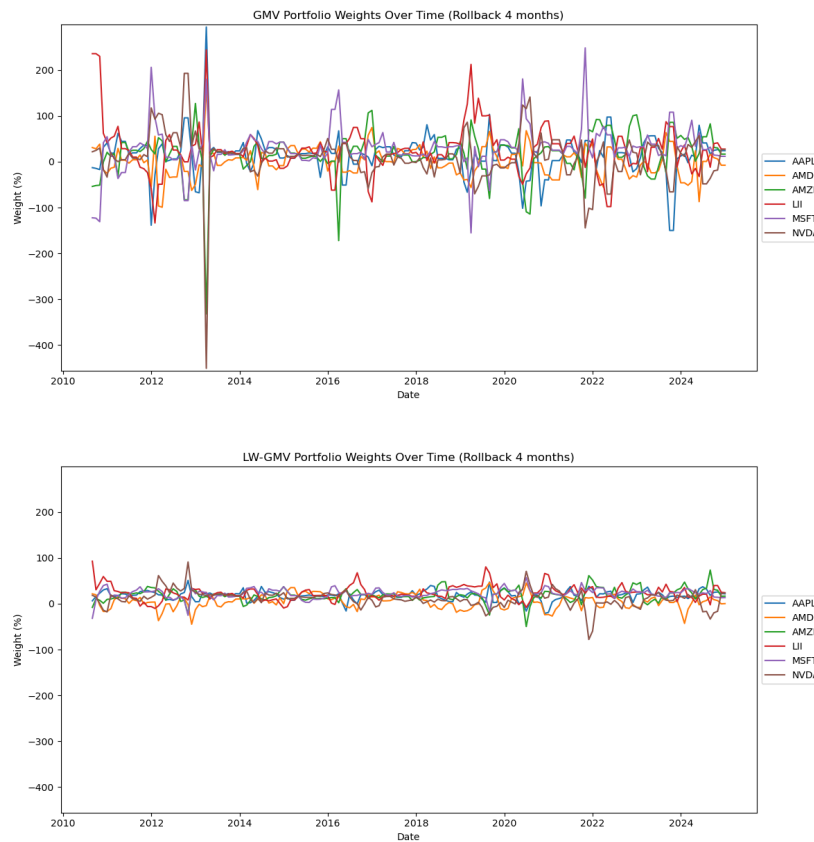 GMV Portfolio Weights Over Time (Rollback 4 months)
200
100
0
−100
−200
−300
−400
Weight (%)
2010 2012 2014 2016 2018 2020 2022 2024
Date
AAPL
AMD
AMZ
LII
MSFT
NVD
LW-GMV Portfolio Weights Over Time (Rollback 4 months)
200
100
0
−100
−200
−300
−400
Weight (%)
2010 2012 2014 2016 2018 2020 2022 2024
Date
AAPL
AMD
AMZ
LII
MSFT
NVD